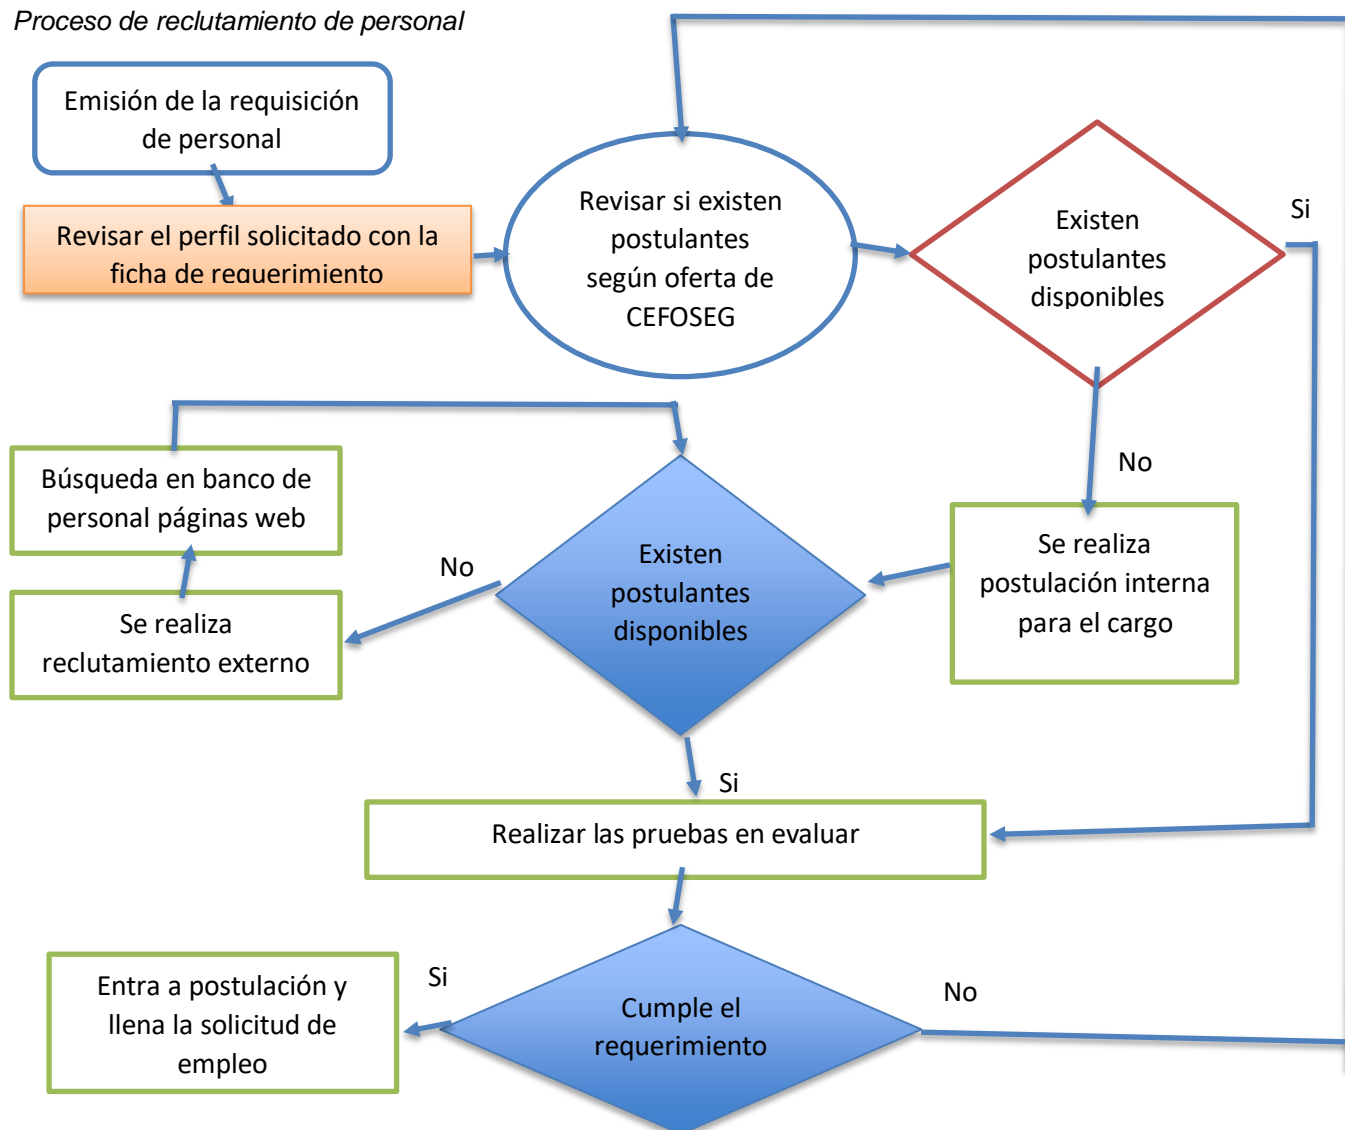 Proceso de reclutamiento de personal
Emisión de la requisición
de personal
Revisar el perfil solicitado con la
ficha de requerimiento
Revisar si existen
postulantes
según oferta de
CEFOSEG
Existen
postulantes
disponibles
Si
No
Se realiza
postulación interna
para el cargo
Búsqueda en banco de
personal páginas web
Se realiza
reclutamiento externo
No
Existen
postulantes
disponibles
Si
Realizar las pruebas en evaluar
Cumple el
requerimiento
Si
No
Entra a postulación y
llena la solicitud de
empleo